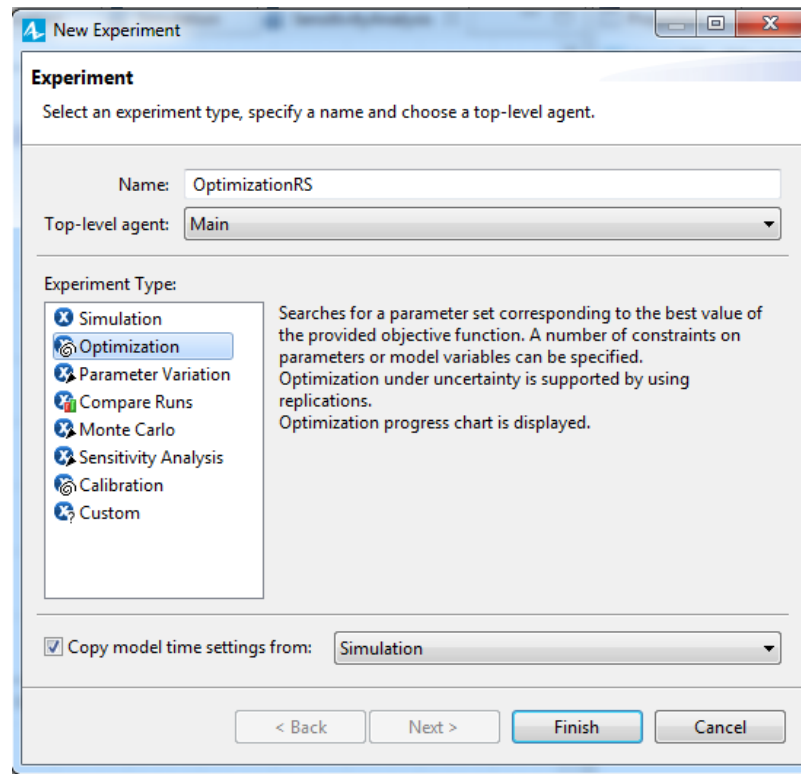 New Experiment
Experiment
Select an experiment type, specify a name and choose a top-level agent.
Name: OptimizationRS
Top-level agent: Main
Experiment Type:
Simulation
Optimization
Parameter Variation
Compare Runs
Monte Carlo
Sensitivity Analysis
Calibration
Custom
Searches for a parameter set corresponding to the best value of
the provided objective function. A number of constraints on
parameters or model variables can be specified.
Optimization under uncertainty is supported by using
replications.
Optimization progress chart is displayed.
Copy model time settings from: Simulation
< Back
Next >
Finish
Cancel